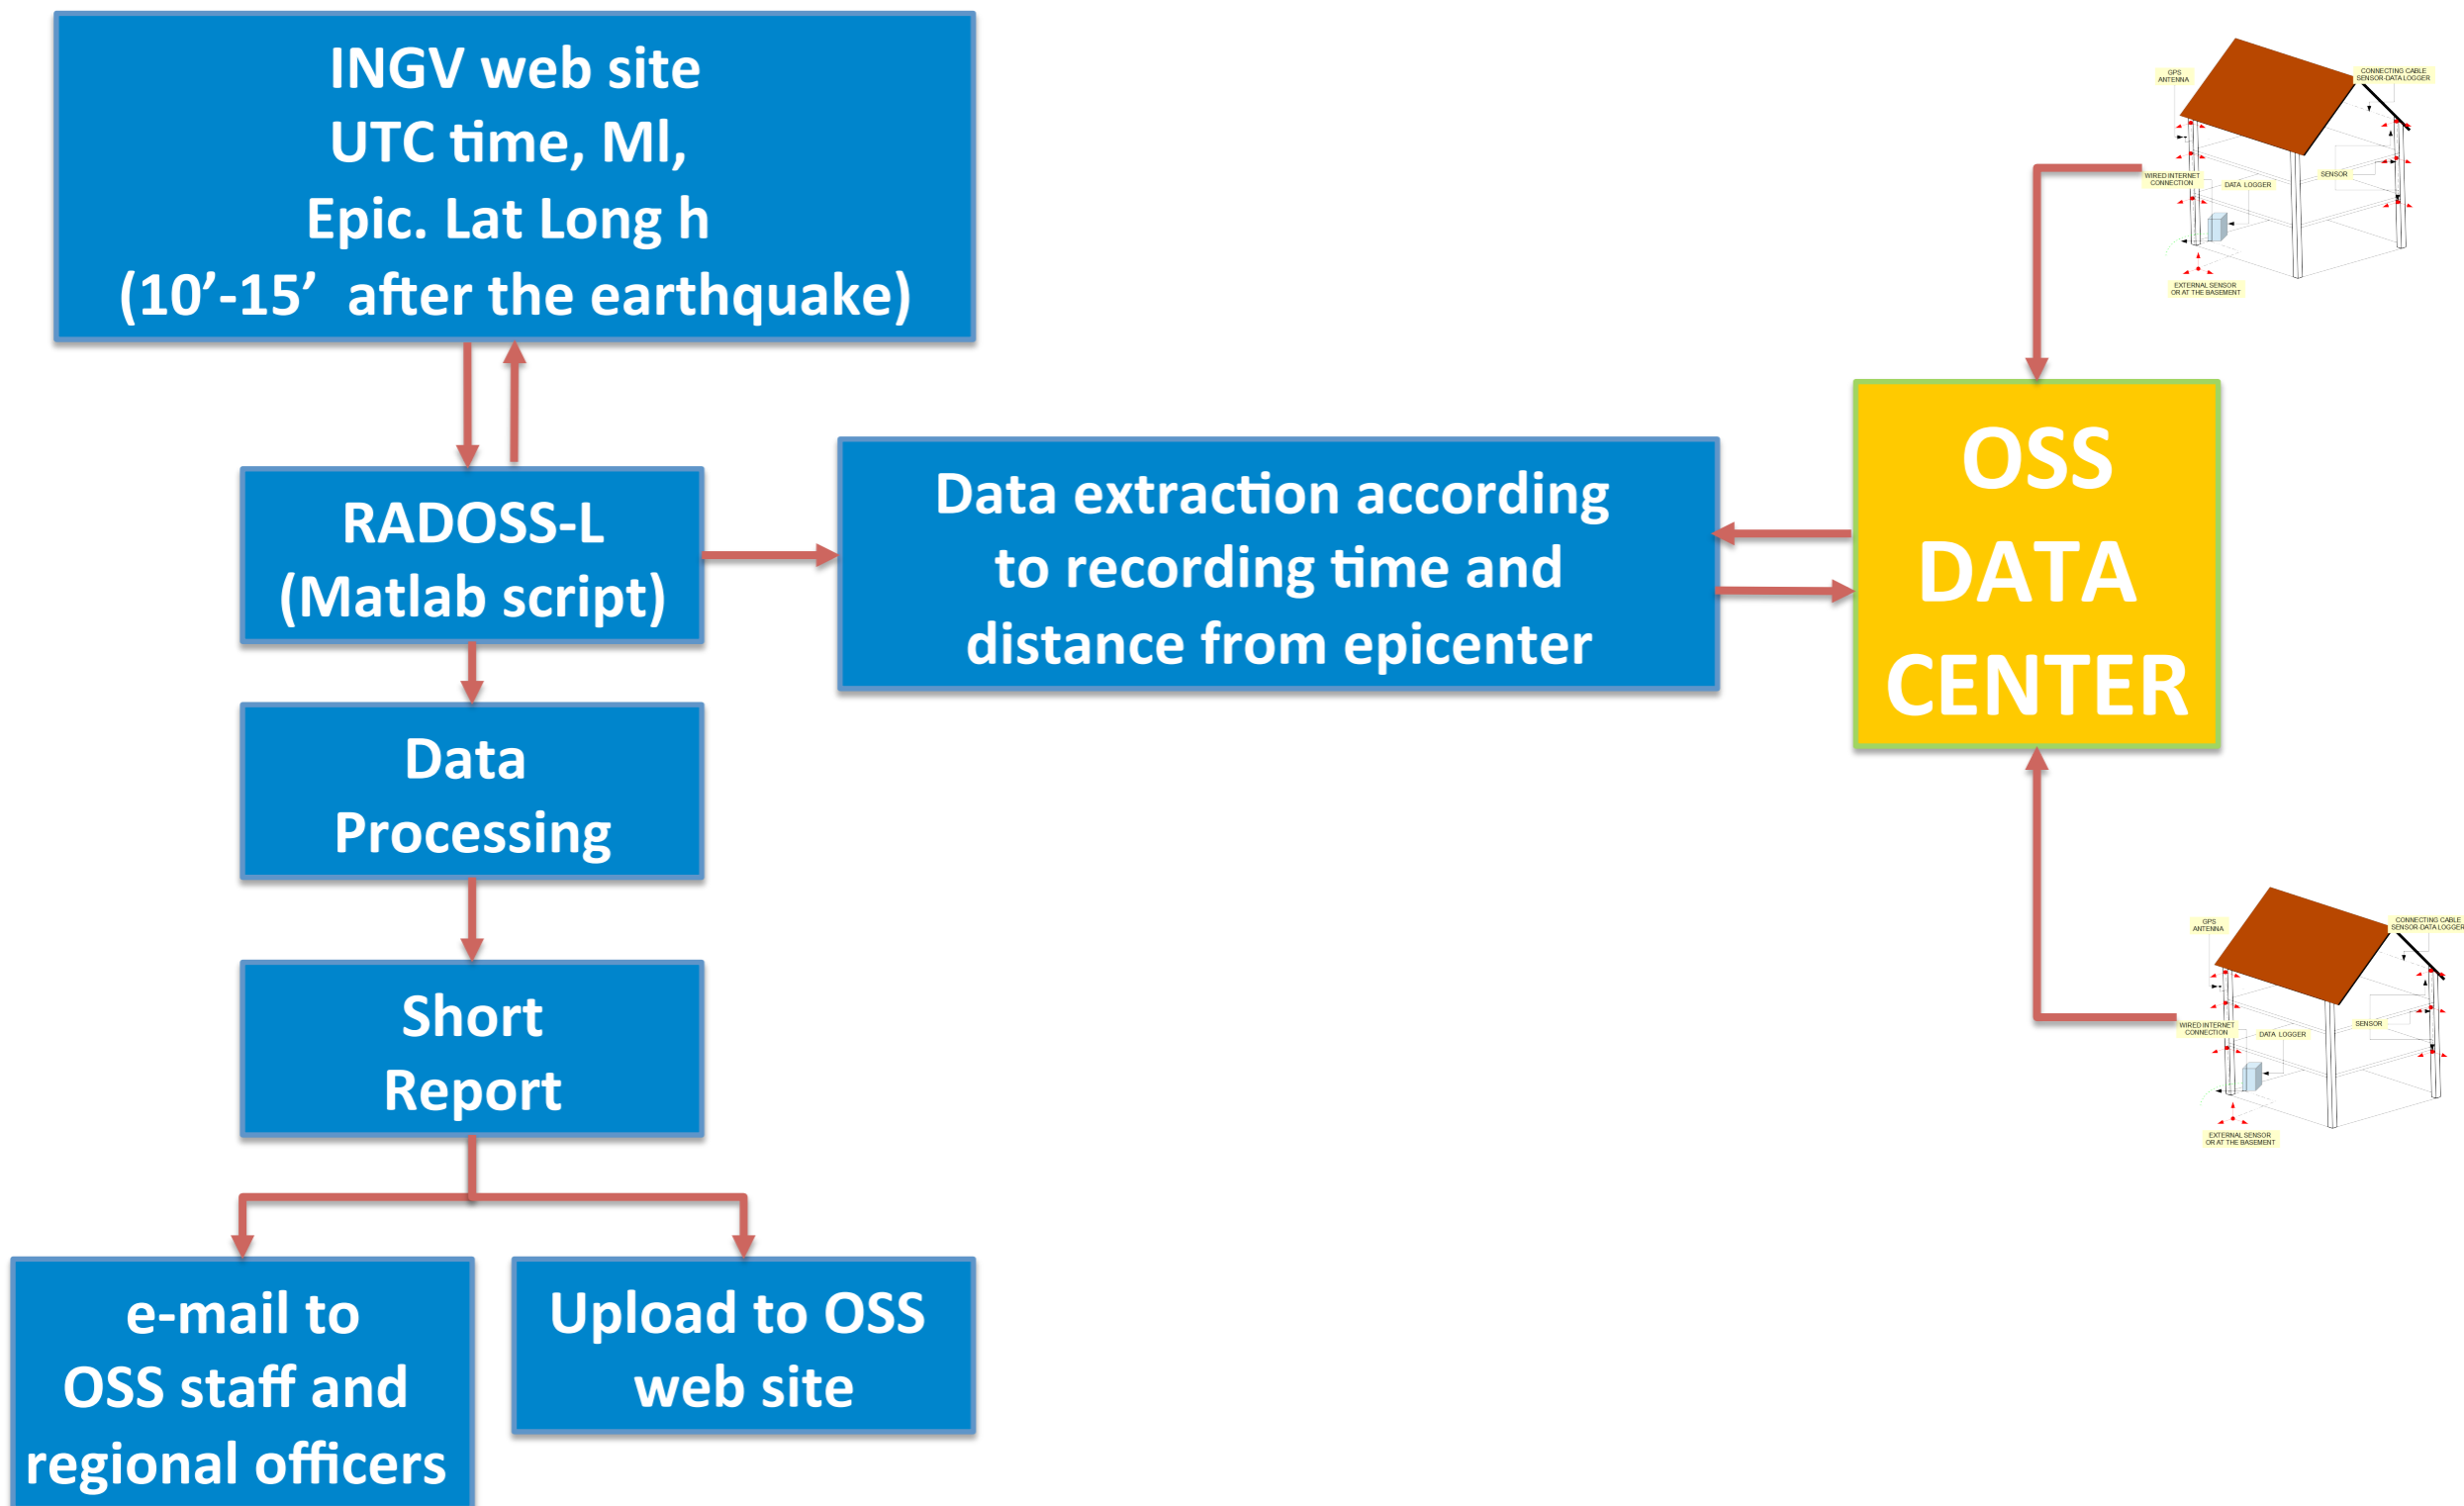 INGV web site
UTC time, Ml,
Epic. Lat Long h
(10’-15’  after the earthquake)
RADOSS-L
(Matlab script)
Data
Processing
Short
Report
e-mail to
OSS staff and
regional officers
Upload to OSS
web site
Data extraction according
to recording time and
distance from epicenter
OSS
DATA
CENTER
GPS
ANTENNA
CONNECTING CABLE
SENSOR-DATA LOGGER
WIRED INTERNET
CONNECTION
DATA LOGGER
SENSOR
EXTERNAL SENSOR
OR AT THE BASEMENT
GPS
ANTENNA
CONNECTING CABLE
SENSOR-DATA LOGGER
WIRED INTERNET
CONNECTION
DATA LOGGER
SENSOR
EXTERNAL SENSOR
OR AT THE BASEMENT